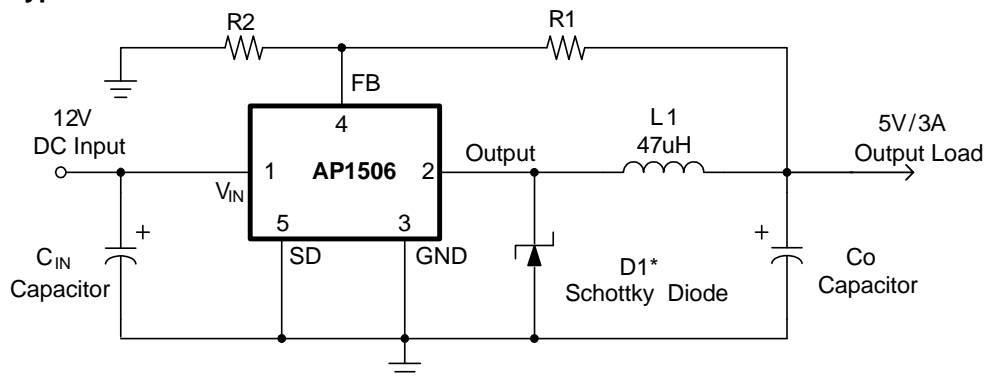 R2
R1
FB
12V
DC Input
4
L1
47uH
5V/3A
Output Load
Output
1
AP1506
2
VIN
5
3
SD
GND
+
CIN
Capacitor
D1*
Schottky Diode
+
Co
Capacitor